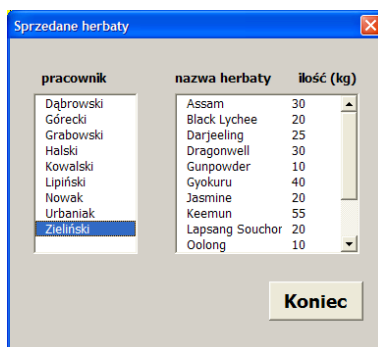 Sprzedane herbaty
pracownik nazwa herbaty ilość (kg)
Dąbrowski Assam 30
Górecki Black Lychee 20
Grabowski Darjeeling 25
Halski Dragonwell 30
Kowalski Gunpowder 10
Lipiński Gyokuru 40
Nowak Jasmine 20
Urbaniak Keemun 55
Zieliński Lapsang Souchor 20
Oolong 10
Koniec